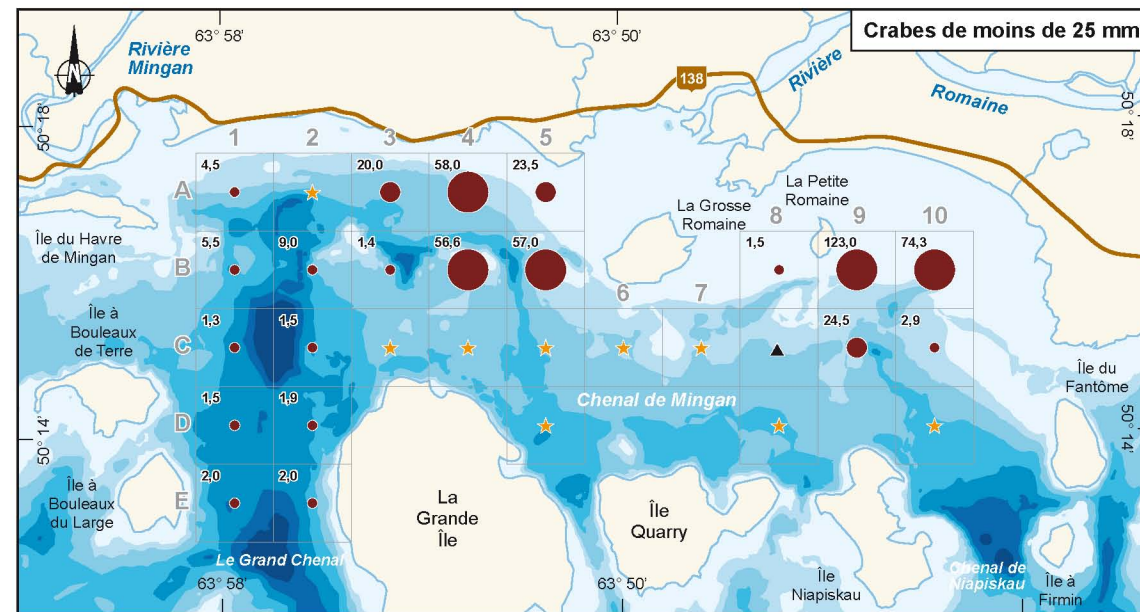 63° 58'
63° 50'
Crabes de moins de 25 mm
Rivière
Mingan
N
138
Rivière
Romaine
50° 18'
50° 18'
1
2
3
4
5
4,5
20,0
58,0
23,5
A
La Petite
Romaine
La Grosse
Romaine
8
9
10
Île du Havre
de Mingan
5,5
9,0
1,4
56,6
57,0
1,5
123,0
74,3
B
6
7
Île à
Bouleaux
de Terre
1,3
1,5
24,5
2,9
C
Île du
Fantôme
1,5
1,9
Chenal de Mingan
D
50° 14'
50° 14'
2,0
2,0
Île à
Bouleaux
du Large
E
La
Grande
Île
Île
Quarry
Le Grand Chenal
Chenal de
Niapiskau
Île
Niapiskau
Île à
Firmin
63° 58'
63° 50'